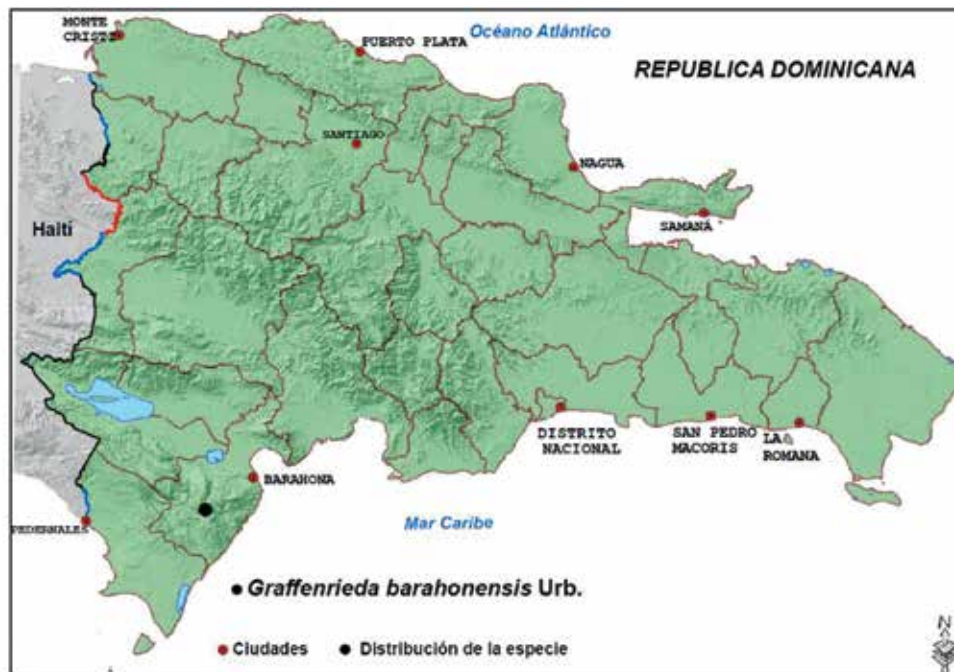 MONTE
CRISTI
PUERTO PLATA
Océano Atlántico
REPUBLICA DOMINICANA
SANTIAGO
NAGUA
SAMANÁ
Haití
DISTRITO
NACIONAL
SAN PEDRO
MACORIS
LA
ROMANA
BARAHONA
PEDERNALES
Mar Caribe
● Graffenrieda barahonensis Urb.
● Ciudades ● Distribución de la especie
N